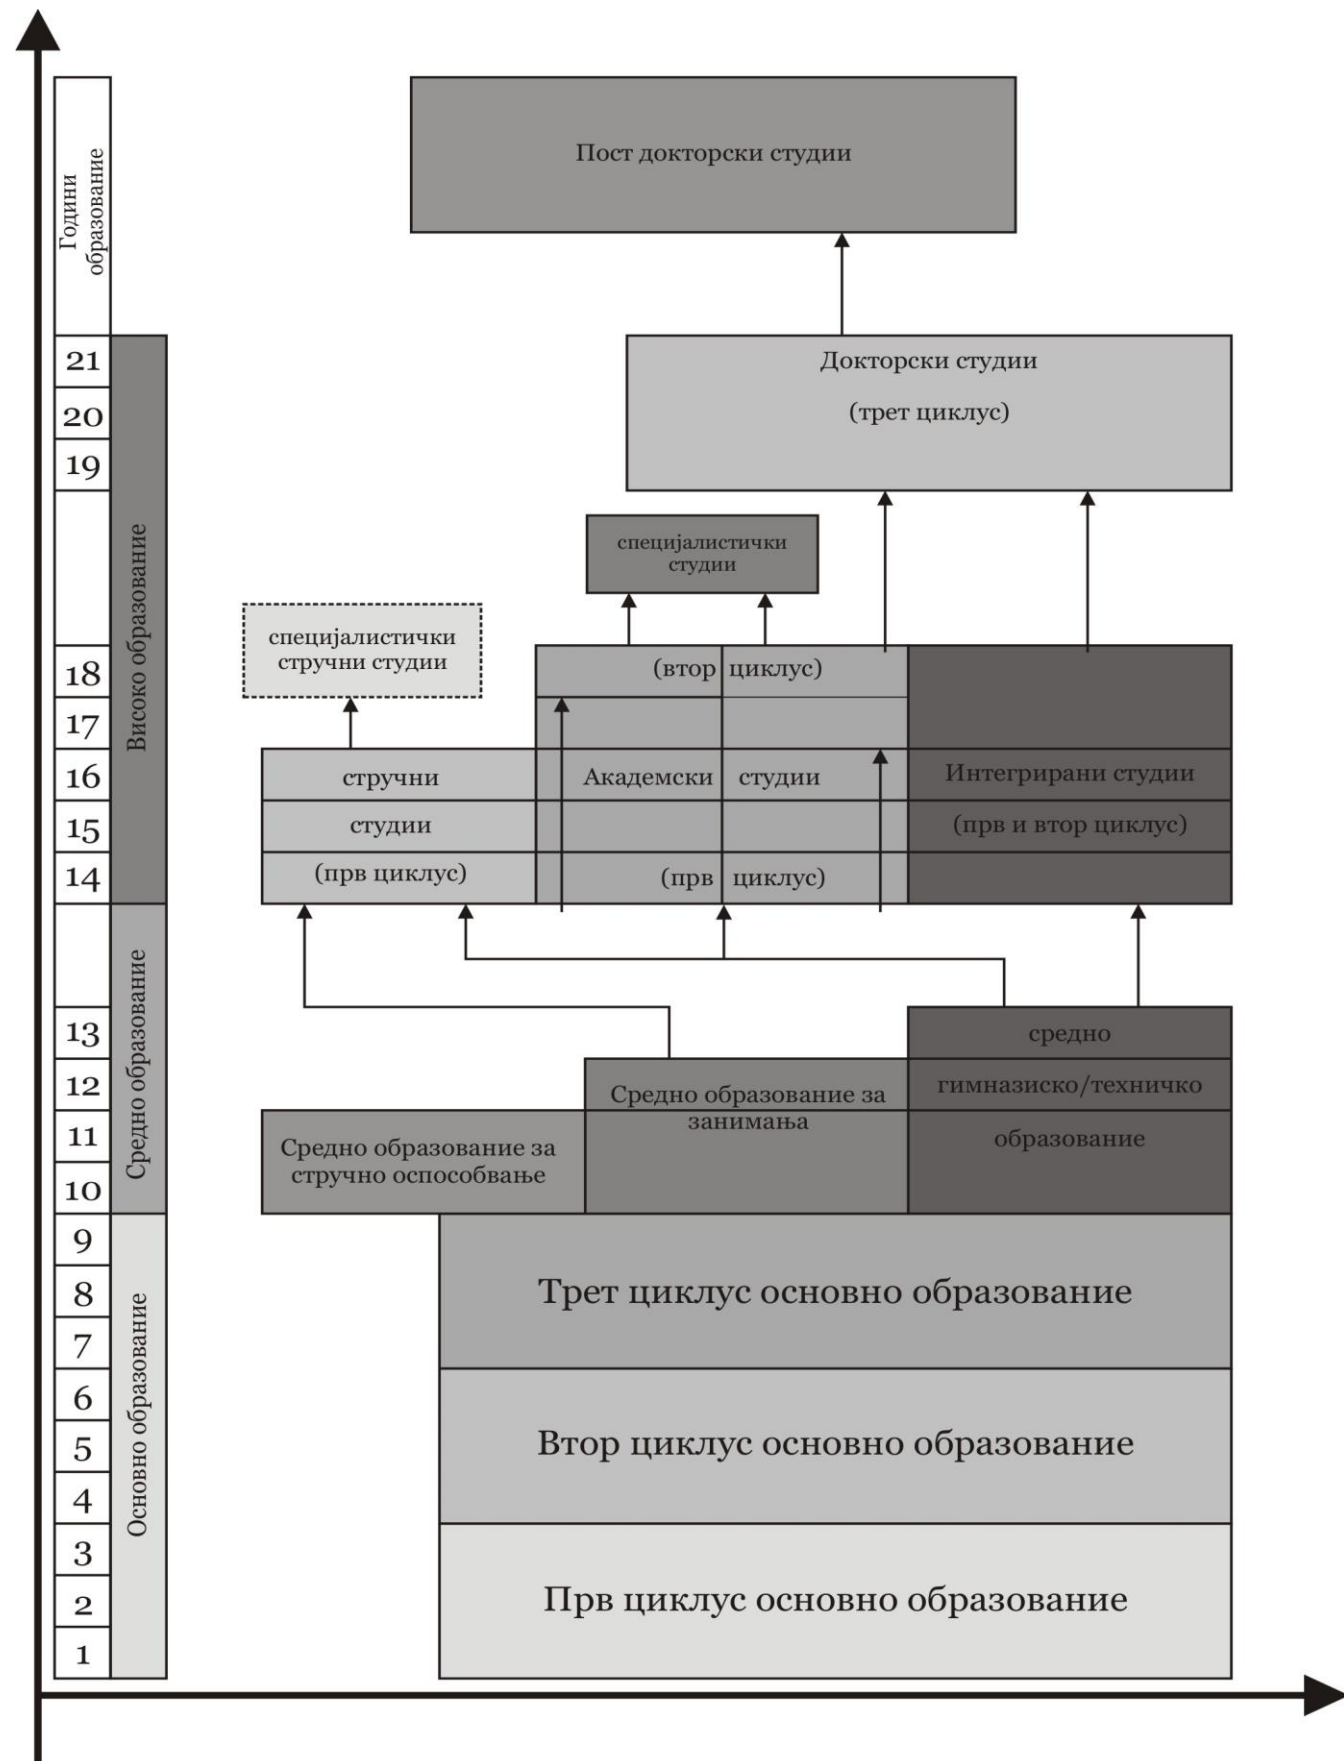 Пост докторски студии
Години
образование
21
Докторски студии
20
(трет циклус)
19
специјалистички
студии
специјалистички
стручни студии
Високо образование
18
(втор циклус)
17
16
стручни
Академски студии
Интегрирани студии
15
студии
(прв и втор циклус)
14
(прв циклус)
(прв циклус)
Средно образование
13
средно
12
гимназиско/техничко
Средно образование за
занимања
11
образование
Средно образование за
стручно оспособвање
10
9
Основно образование
8
Трет циклус основно образование
7
6
5
Втор циклус основно образование
4
3
2
Прв циклус основно образование
1